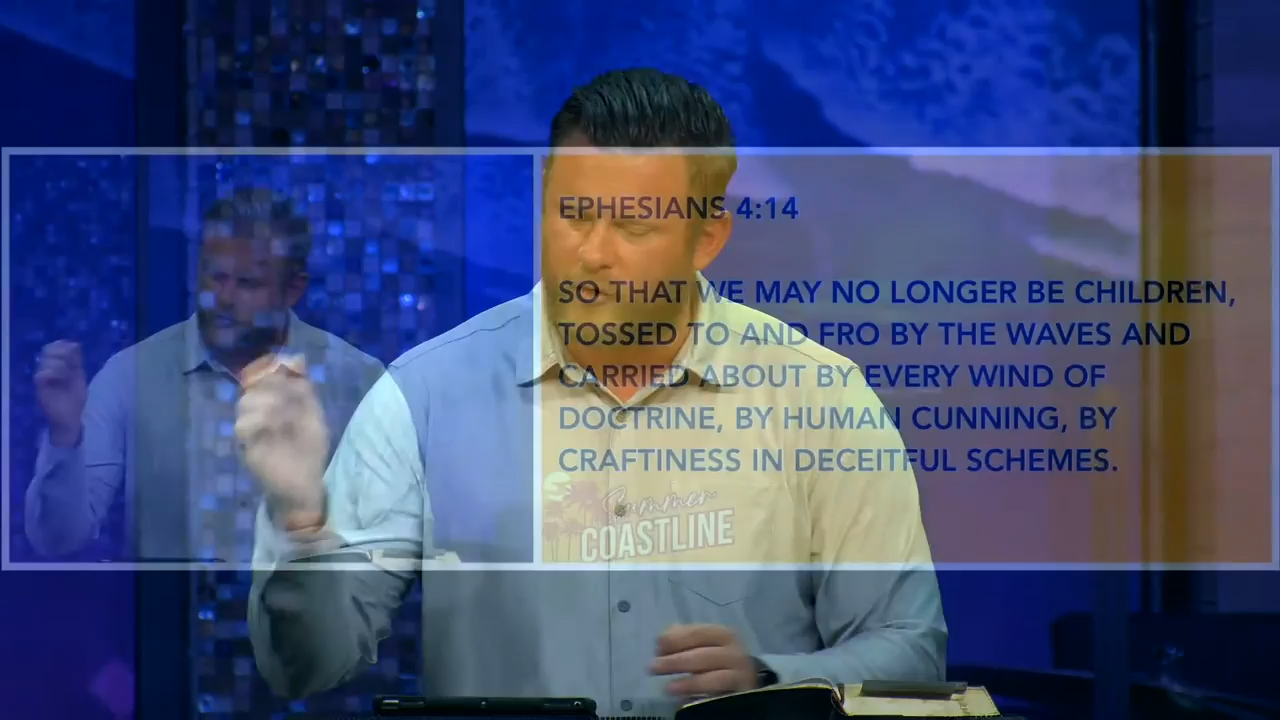 EPHESIANS 4:14
SO THAT WE MAY NO LONGER BE CHILDREN,
TOSSED TO AND FRO BY THE WAVES AND
CARRIED ABOUT BY EVERY WIND OF
DOCTRINE, BY HUMAN CUNNING, BY
CRAFTINESS IN DECEITFUL SCHEMES.
Summer
COASTLINE